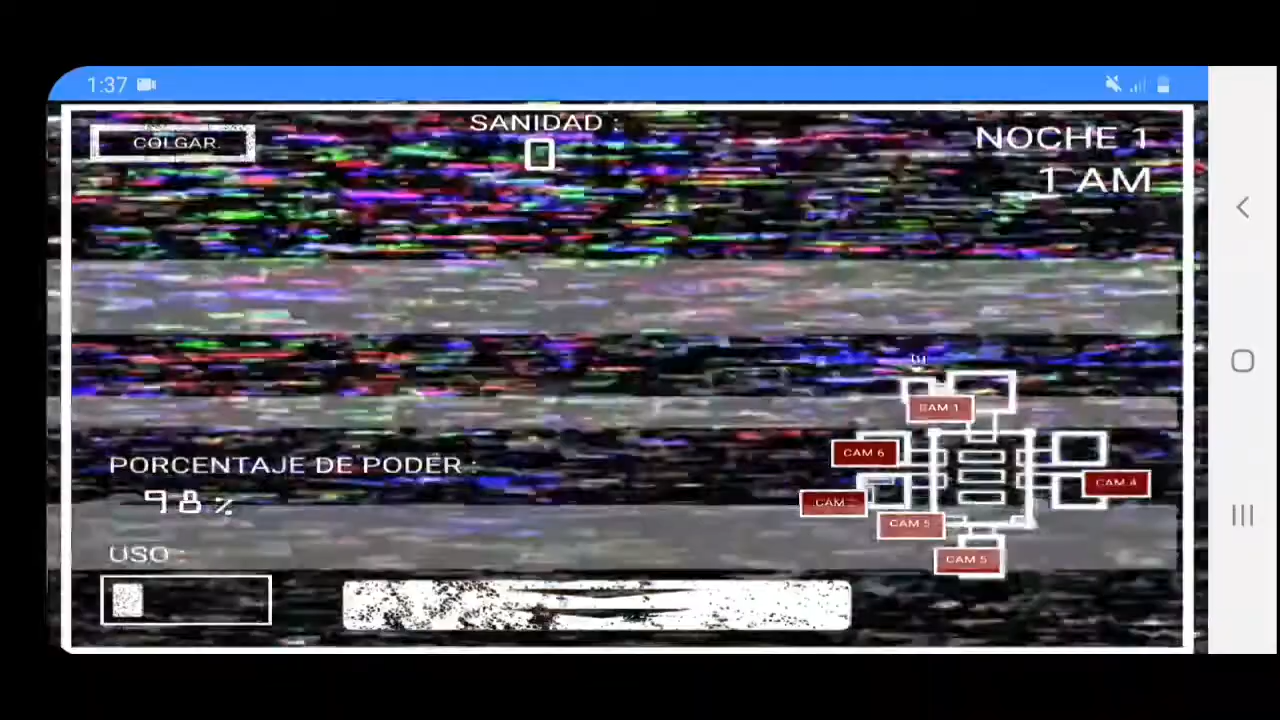 1:37
COLGAR
SANIDAD :
NOCHE 1
1 AM
CAM 1
CAM 6
CAM 4
CAM
CAM 5
CAM 5
PORCENTAJE DE PODER :
98 %
USO :